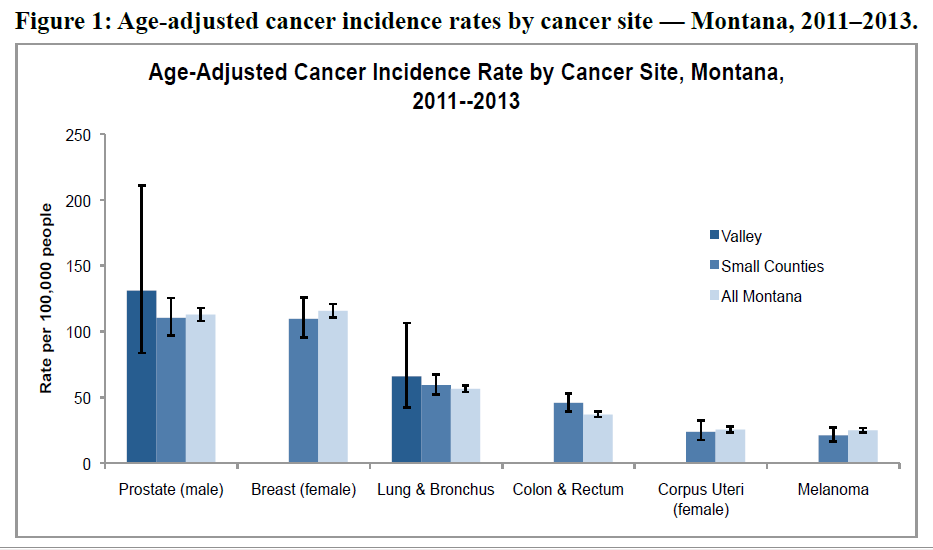 Figure 1: Age-adjusted cancer incidence rates by cancer site — Montana, 2011–2013.
Age-Adjusted Cancer Incidence Rate by Cancer Site, Montana,
2011--2013
Rate per 100,000 people
250
200
150
100
50
0
Valley
Small Counties
All Montana
Prostate (male)
Breast (female)
Lung & Bronchus
Colon & Rectum
Corpus Uteri
(female)
Melanoma